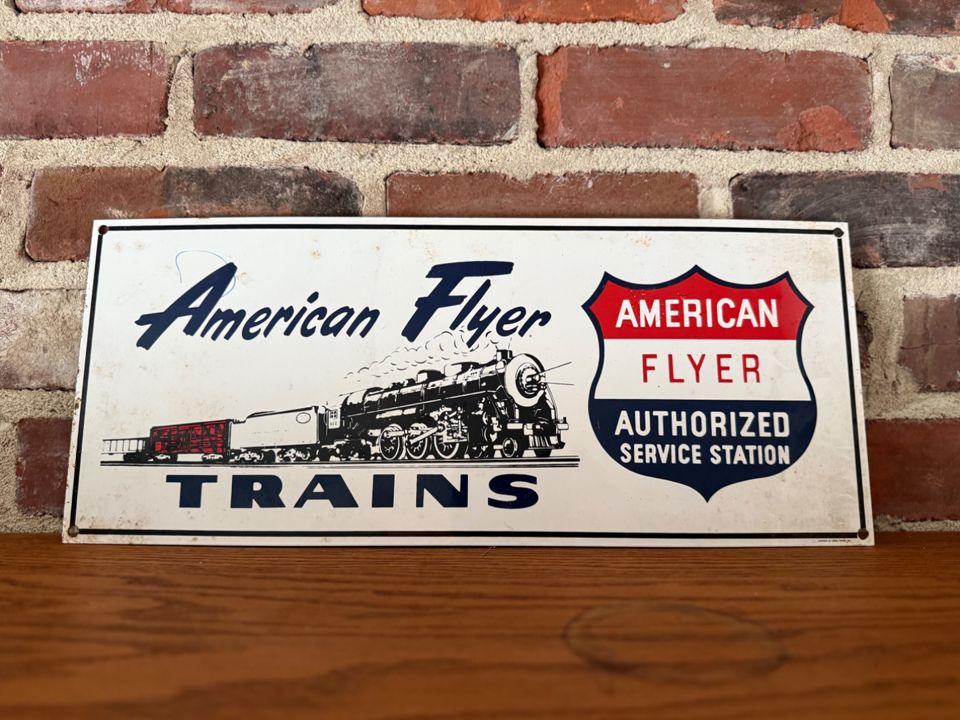 American Flyer
TRAINS
AMERICAN
FLYER
AUTHORIZED
SERVICE STATION